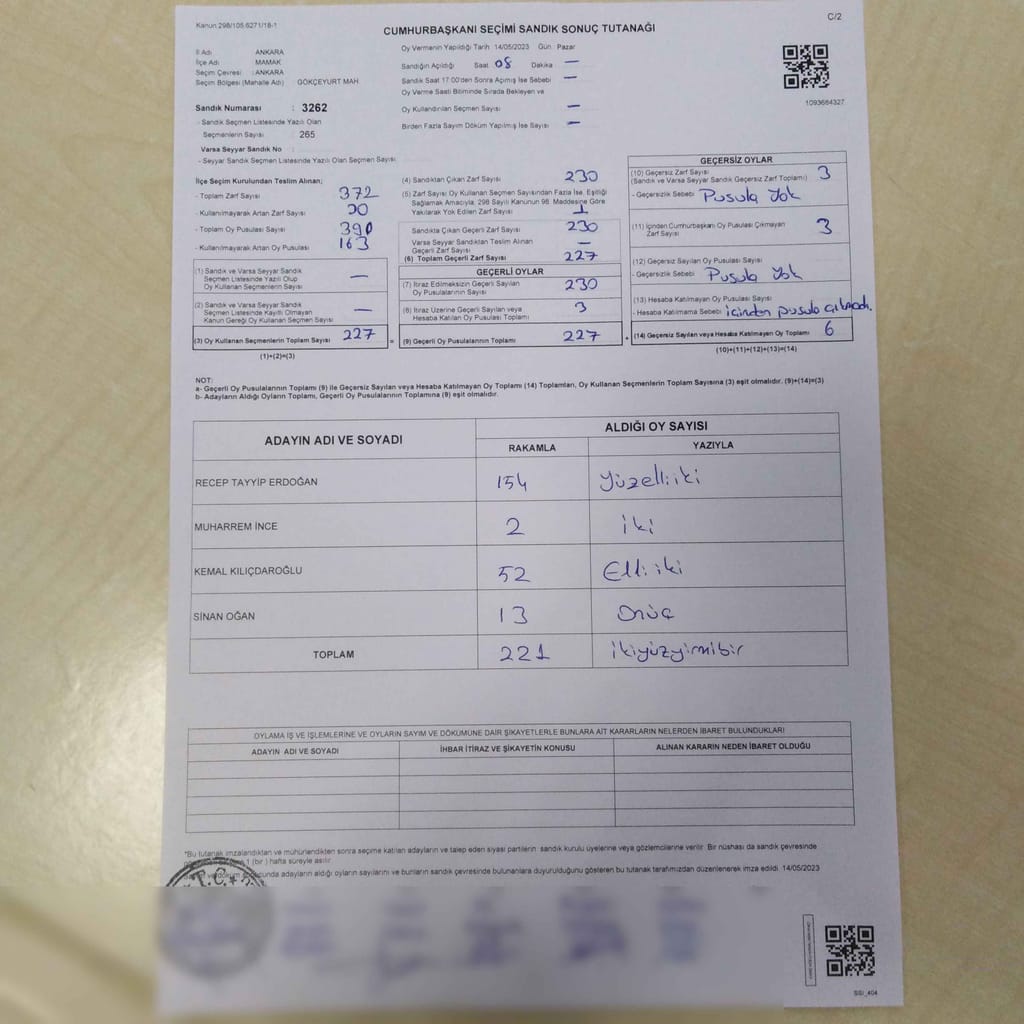 Kanun 298/105 6271/18-1
C/2
CUMHURBAŞKANI SEÇİMİ SANDIK SONUÇ TUTANAĞI
İl Adı ANKARA
İlçe Adı MAMAK
Seçim Çevresi : ANKARA
Seçim Bölgesi (Mahalle Adı) GÖKÇEYURT MAH.
Sandık Numarası : 3262
- Sandık Seçmen Listesinde Yazılı Olan
Seçmenlerin Sayısı 265
Varsa Seyyar Sandık No :
- Seyyar Sandık Seçmen Listesinde Yazılı Olan Seçmen Sayısı
Oy Vermenin Yapıldığı Tarih 14/05/2023 Gün Pazar
Sandığın Açıldığı Saat 08 Dakika —
Sandık Saat 17:00'den Sonra Açılmış İse Sebebi —
Oy Verme Saati Bitiminde Sırada Bekleyen ve
Oy Kullandırılan Seçmen Sayısı —
Birden Fazla Sayım Döküm Yapılmış İse Sayısı —
1093684327
İlçe Seçim Kurulundan Teslim Alınan;
- Toplam Zarf Sayısı 372
- Kullanılmayarak Artan Zarf Sayısı
- Toplam Oy Pusulası Sayısı 390
- Kullanılmayarak Artan Oy Pusulası 163
(1) Sandık ve Varsa Seyyar Sandık
Seçmen Listesinde Yazılı Olup
Oy Kullanan Seçmenlerin Sayısı —
(2) Sandık ve Varsa Seyyar Sandık
Seçmen Listesinde Kayıtlı Olmayan
Kanun Gereği Oy Kullanan Seçmen Sayısı —
(3) Oy Kullanan Seçmenlerin Toplam Sayısı 227 =
(1)+(2)=(3)
(4) Sandıktan Çıkan Zarf Sayısı 230
(5) Zarf Sayısı Oy Kullanan Seçmen Sayısından Fazla İse, Eşitliği
Sağlamak Amacıyla, 298 Sayılı Kanunun 98. Maddesine Göre
Yakılarak Yok Edilen Zarf Sayısı 1
Sandıkta Çıkan Geçerli Zarf Sayısı 230
Varsa Seyyar Sandıktan Teslim Alınan
Geçerli Zarf Sayısı —
(6) Toplam Geçerli Zarf Sayısı 227
GEÇERLİ OYLAR
(7) İtiraz Edilmeksizin Geçerli Sayılan
Oy Pusulalarının Sayısı 230
(8) İtiraz Üzerine Geçerli Sayılan veya
Hesaba Katılan Oy Pusulası Toplamı 3
(9) Geçerli Oy Pusulalarının Toplamı 227 +
GEÇERSİZ OYLAR
(10) Geçersiz Zarf Sayısı
(Sandık ve Varsa Seyyar Sandık Geçersiz Zarf Toplamı) 3
- Geçersizlik Sebebi Pusula Yok
(11) İçinden Cumhurbaşkanı Oy Pusulası Çıkmayan
Zarf Sayısı 3
(12) Geçersiz Sayılan Oy Pusulası Sayısı
- Geçersizlik Sebebi Pusula Yok
(13) Hesaba Katılmayan Oy Pusulası Sayısı
- Hesaba Katılmama Sebebi içinden pusula çıkmadı.
(14) Geçersiz Sayılan veya Hesaba Katılmayan Oy Toplamı 6
(10)+(11)+(12)+(13)=(14)
NOT:
a- Geçerli Oy Pusulalarının Toplamı (9) ile Geçersiz Sayılan veya Hesaba Katılmayan Oy Toplamı (14) Toplamları, Oy Kullanan Seçmenlerin Toplam Sayısına (3) eşit olmalıdır. (9)+(14)=(3)
b- Adayların Aldığı Oyların Toplamı, Geçerli Oy Pusulalarının Toplamına (9) eşit olmalıdır.
ADAYIN ADI VE SOYADI
ALDIĞI OY SAYISI
RAKAMLA YAZIYLA
RECEP TAYYİP ERDOĞAN 154 Yüzelliiki
MUHARREM İNCE 2 iki
KEMAL KILIÇDAROĞLU 52 Elliiki
SİNAN OĞAN 13 Onüç
TOPLAM 221 ikiyüzyirmibir
OYLAMA İŞ VE İŞLEMLERİNE VE OYLARIN SAYIM VE DÖKÜMÜNE DAİR ŞİKAYETLERLE BUNLARA AİT KARARLARIN NELERDEN İBARET BULUNDUKLARI
ADAYIN ADI VE SOYADI İHBAR İTİRAZ VE ŞİKAYETİN KONUSU ALINAN KARARIN NEDEN İBARET OLDUĞU
*Bu tutanak imzalandıktan ve mühürlendikten sonra seçime katılan adayların ve talep eden siyasi partilerin sandık kurulu üyelerine veya gözlemcilerine verilir. Bir nüshası da sandık çevresinde
1 (bir) hafta süreyle asılır.
adayların aldığı oyların sayılarını ve bunların sandık çevresinde bulunanlara duyurulduğunu gösteren bu tutanak tarafımızdan düzenlenerek imza edildi. 14/05/2023
T.C.
SSI_404